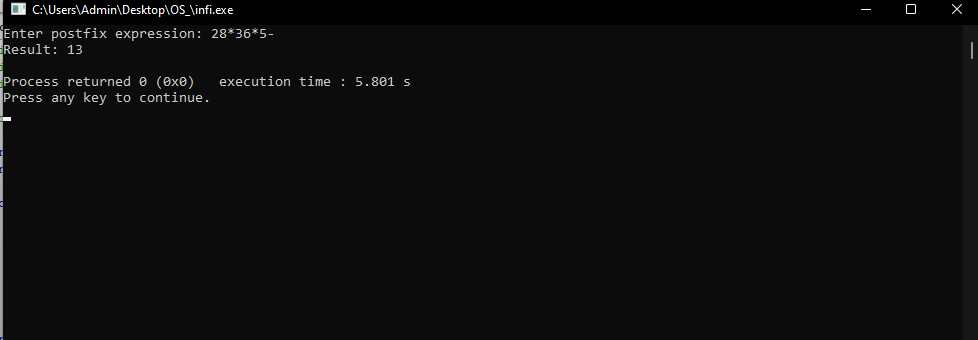 C:\Users\Admin\Desktop\OS_\infi.exe
Enter postfix expression: 28*36*5-
Result: 13
Process returned 0 (0x0)   execution time : 5.801 s
Press any key to continue.